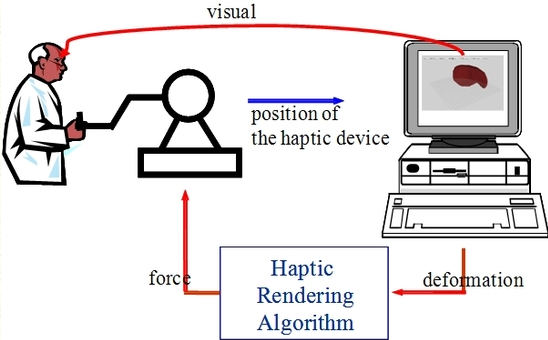 visual
position of
the haptic device
force
Haptic
Rendering
Algorithm
deformation